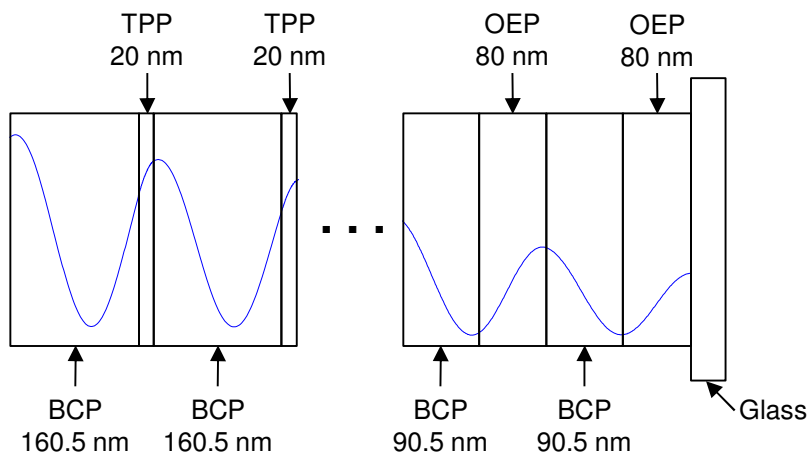 TPP
20 nm
TPP
20 nm
OEP
80 nm
OEP
80 nm
BCP
160.5 nm
BCP
160.5 nm
BCP
90.5 nm
BCP
90.5 nm
Glass